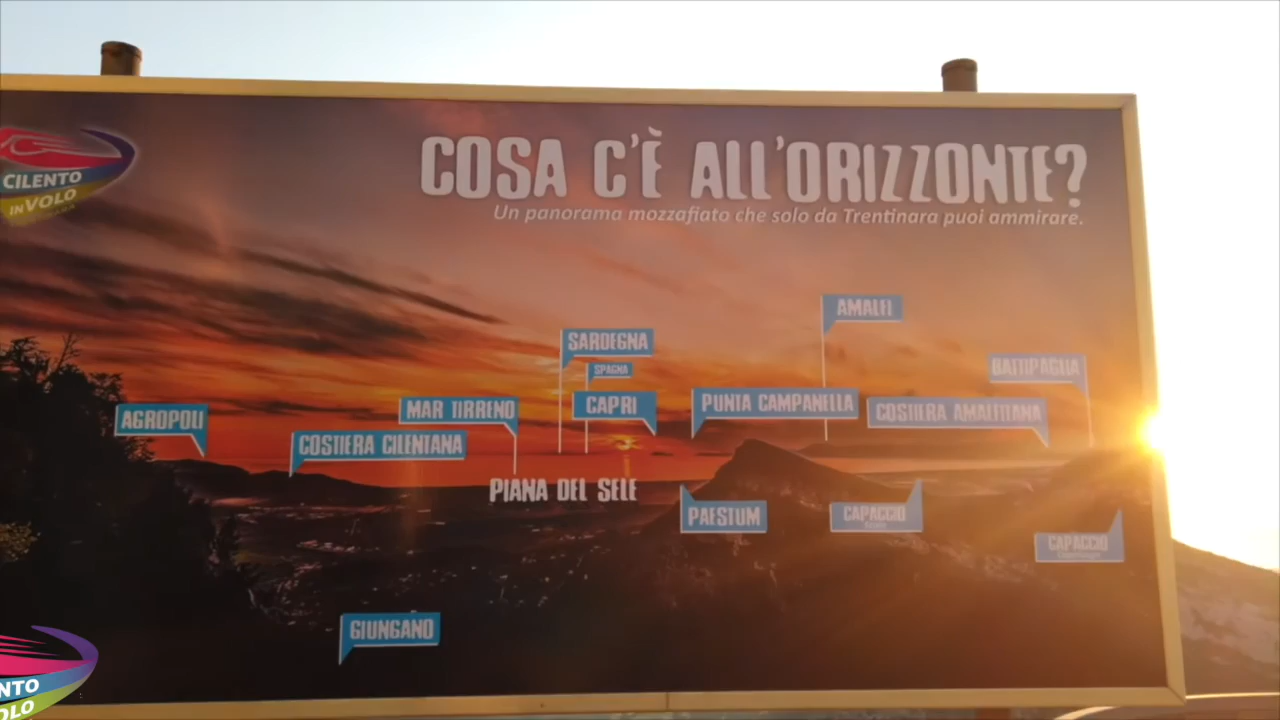 COSA C'È ALL'ORIZZONTE?
Un panorama mozzafiato che solo da Trentinara puoi ammirare.
CILENTO
IN VOLO
AMALFI
SARDEGNA
SPAGNA
BATTIPAGLIA
AGROPOLI
MAR TIRRENO
CAPRI
PUNTA CAMPANELLA
COSTIERA AMALFITANA
COSTIERA CILENTANA
PIANA DEL SELE
PAESTUM
CAPACCIO
Scalo
CAPACCIO
GIUNGANO
NTO
OLO